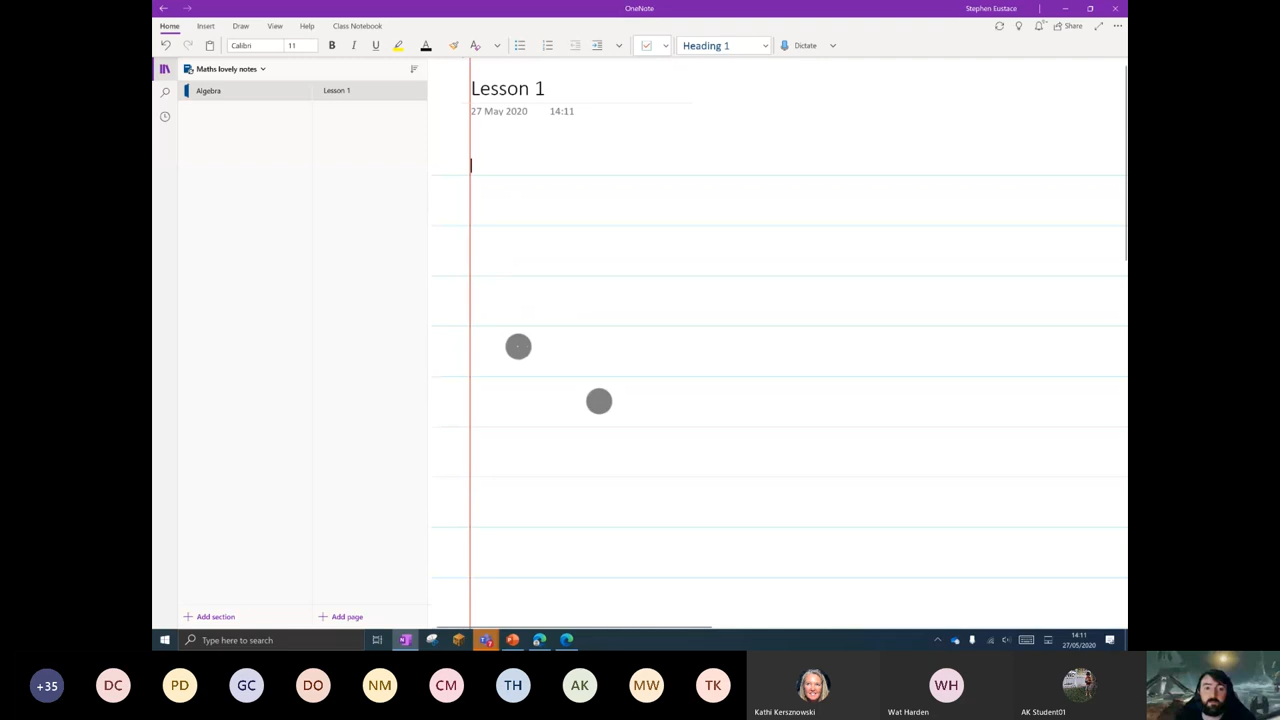 OneNote
Stephen Eustace
Home Insert Draw View Help Class Notebook
Share
Calibri 11 B I U A Heading 1 Dictate
Maths lovely notes
Algebra
Lesson 1
Lesson 1
27 May 2020 14:11
+ Add section
+ Add page
Type here to search
14:11
27/05/2020
+35 DC PD GC DO NM CM TH AK MW TK WH
Kathi Kersznowski Wat Harden AK Student01